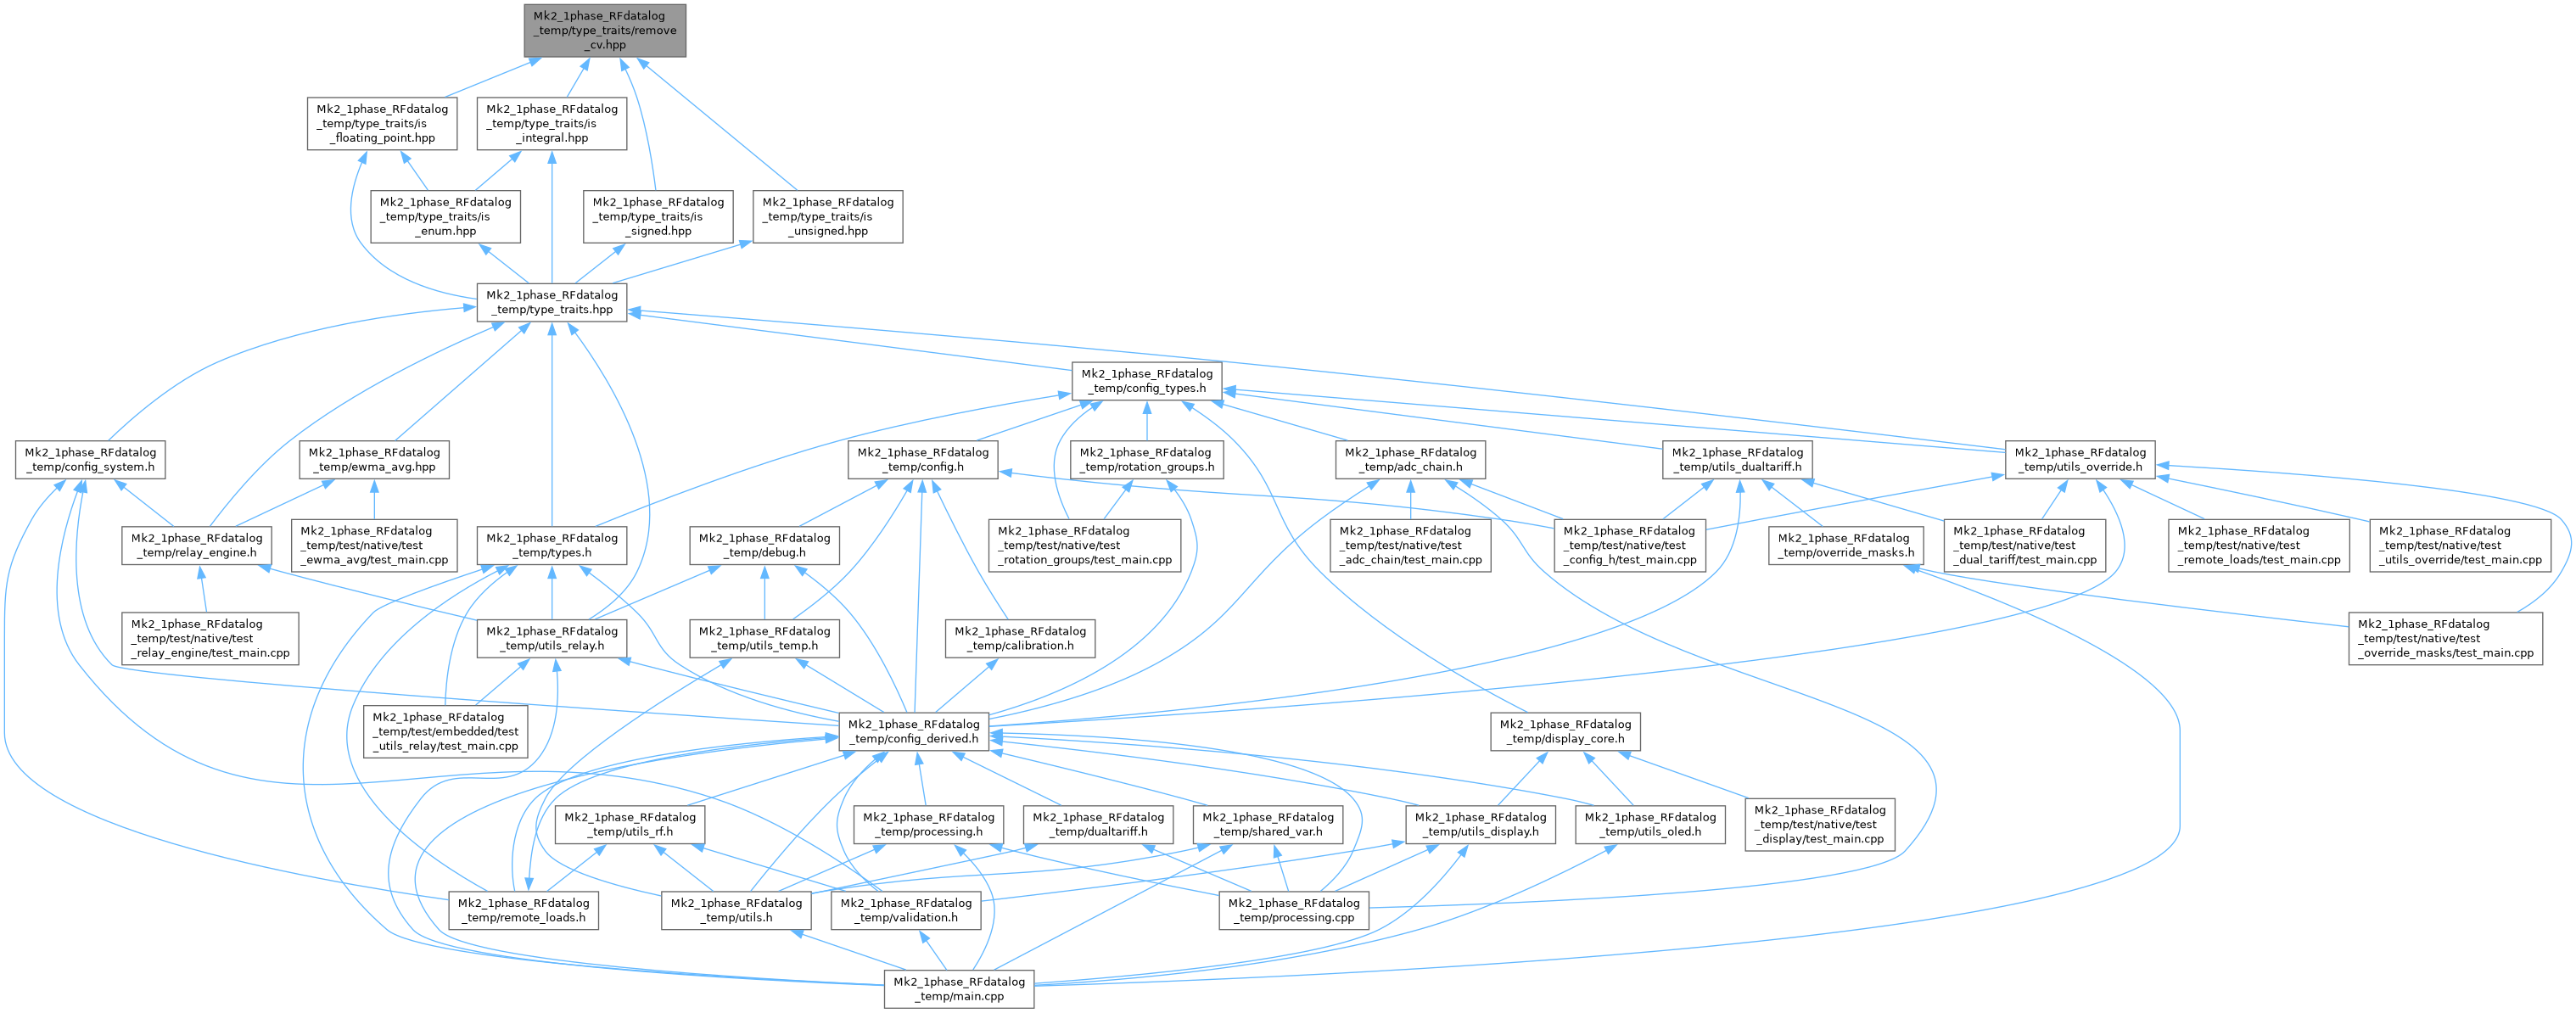 Mk2_1phase_RFdatalog
_temp/type_traits/remove
_cv.hpp
Mk2_1phase_RFdatalog
_temp/type_traits/is
_floating_point.hpp
Mk2_1phase_RFdatalog
_temp/type_traits/is
_integral.hpp
Mk2_1phase_RFdatalog
_temp/type_traits/is
_enum.hpp
Mk2_1phase_RFdatalog
_temp/type_traits/is
_signed.hpp
Mk2_1phase_RFdatalog
_temp/type_traits/is
_unsigned.hpp
Mk2_1phase_RFdatalog
_temp/type_traits.hpp
Mk2_1phase_RFdatalog
_temp/config_types.h
Mk2_1phase_RFdatalog
_temp/config_system.h
Mk2_1phase_RFdatalog
_temp/ewma_avg.hpp
Mk2_1phase_RFdatalog
_temp/config.h
Mk2_1phase_RFdatalog
_temp/rotation_groups.h
Mk2_1phase_RFdatalog
_temp/adc_chain.h
Mk2_1phase_RFdatalog
_temp/utils_dualtariff.h
Mk2_1phase_RFdatalog
_temp/utils_override.h
Mk2_1phase_RFdatalog
_temp/relay_engine.h
Mk2_1phase_RFdatalog
_temp/test/native/test
_ewma_avg/test_main.cpp
Mk2_1phase_RFdatalog
_temp/types.h
Mk2_1phase_RFdatalog
_temp/debug.h
Mk2_1phase_RFdatalog
_temp/test/native/test
_rotation_groups/test_main.cpp
Mk2_1phase_RFdatalog
_temp/test/native/test
_adc_chain/test_main.cpp
Mk2_1phase_RFdatalog
_temp/test/native/test
_config_h/test_main.cpp
Mk2_1phase_RFdatalog
_temp/override_masks.h
Mk2_1phase_RFdatalog
_temp/test/native/test
_dual_tariff/test_main.cpp
Mk2_1phase_RFdatalog
_temp/test/native/test
_remote_loads/test_main.cpp
Mk2_1phase_RFdatalog
_temp/test/native/test
_utils_override/test_main.cpp
Mk2_1phase_RFdatalog
_temp/test/native/test
_relay_engine/test_main.cpp
Mk2_1phase_RFdatalog
_temp/utils_relay.h
Mk2_1phase_RFdatalog
_temp/utils_temp.h
Mk2_1phase_RFdatalog
_temp/calibration.h
Mk2_1phase_RFdatalog
_temp/test/native/test
_override_masks/test_main.cpp
Mk2_1phase_RFdatalog
_temp/test/embedded/test
_utils_relay/test_main.cpp
Mk2_1phase_RFdatalog
_temp/config_derived.h
Mk2_1phase_RFdatalog
_temp/display_core.h
Mk2_1phase_RFdatalog
_temp/utils_rf.h
Mk2_1phase_RFdatalog
_temp/processing.h
Mk2_1phase_RFdatalog
_temp/dualtariff.h
Mk2_1phase_RFdatalog
_temp/shared_var.h
Mk2_1phase_RFdatalog
_temp/utils_display.h
Mk2_1phase_RFdatalog
_temp/utils_oled.h
Mk2_1phase_RFdatalog
_temp/test/native/test
_display/test_main.cpp
Mk2_1phase_RFdatalog
_temp/remote_loads.h
Mk2_1phase_RFdatalog
_temp/utils.h
Mk2_1phase_RFdatalog
_temp/validation.h
Mk2_1phase_RFdatalog
_temp/processing.cpp
Mk2_1phase_RFdatalog
_temp/main.cpp